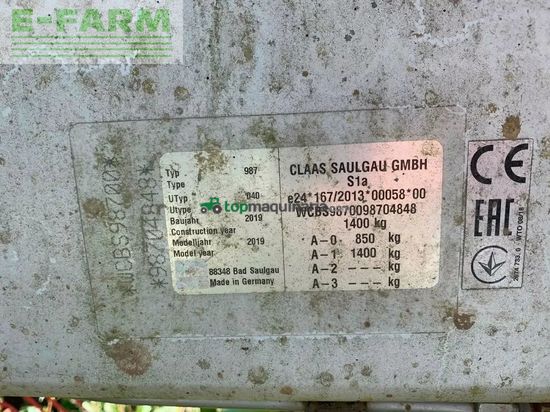 E-FARM
Typ 987
Type
UTyp 040
Utype
Baujahr 2019
Construction year
Modelljahr 2019
Model year
88348 Bad Saulgau
Made in Germany
CLAAS SAULGAU GMBH
S1a
e24*167/2013*00058*00
WCBS9870098704848
1400 kg
A-0 850 kg
A-1 1400 kg
A-2 --- kg
A-3 --- kg
topmaquinaria
CE
EAC